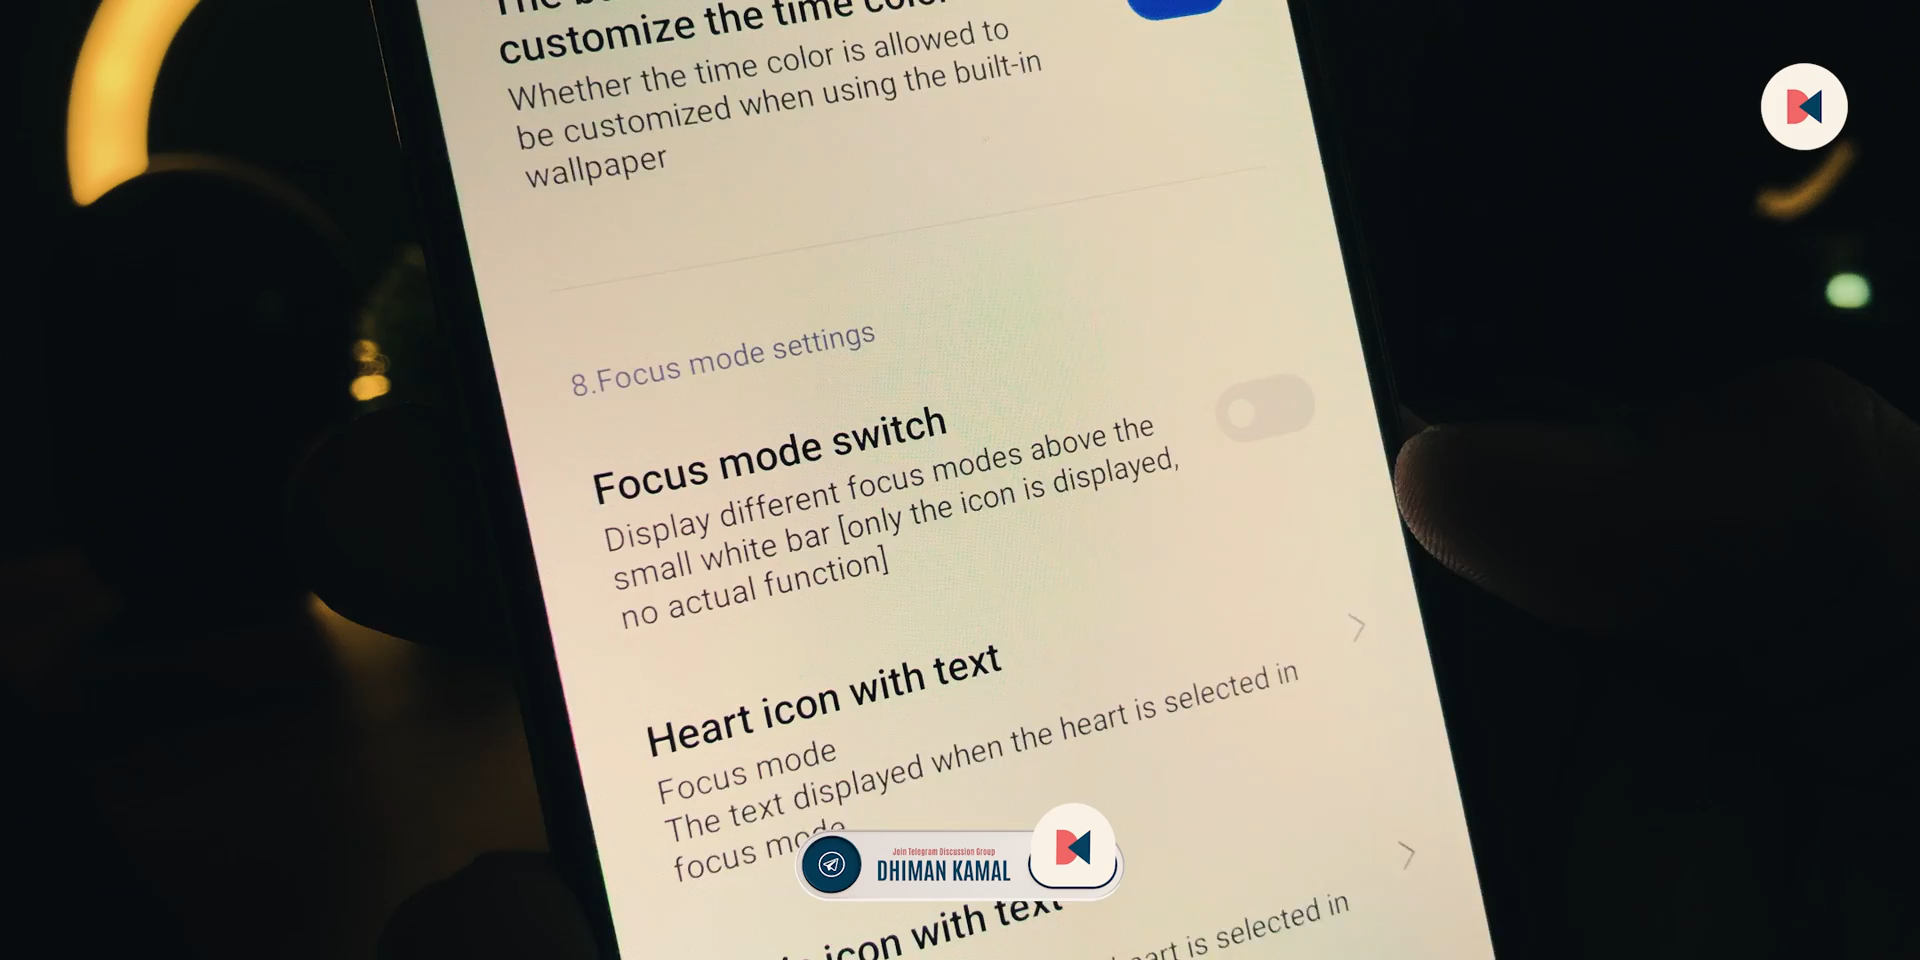 customize the time color
Whether the time color is allowed to
be customized when using the built-in
wallpaper
8.Focus mode settings
Focus mode switch
Display different focus modes above the
small white bar [only the icon is displayed,
no actual function]
Heart icon with text
Focus mode
The text displayed when the heart is selected in
focus mode
Join Telegram Discussion Group
DHIMAN KAMAL
icon with text
is selected in